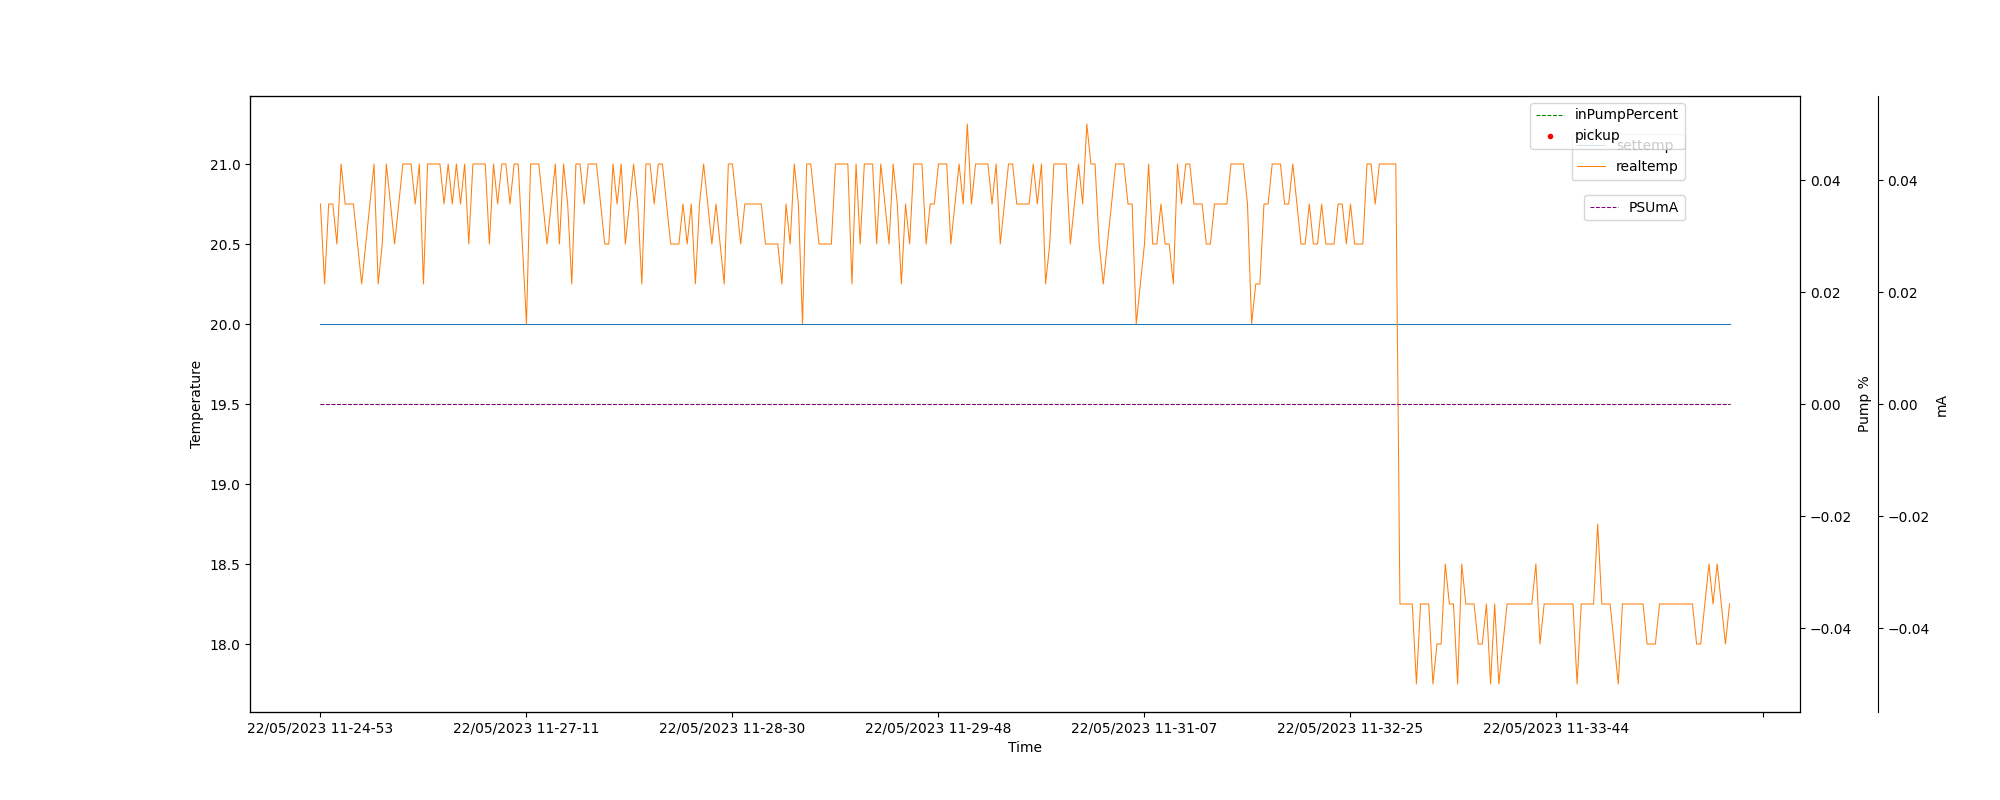 inPumpPercent
pickup
settemp
realtemp
PSUmA
21.0
20.5
20.0
19.5
19.0
18.5
18.0
Temperature
0.04
0.02
0.00
−0.02
−0.04
Pump %
0.04
0.02
0.00
−0.02
−0.04
mA
22/05/2023 11-24-53
22/05/2023 11-27-11
22/05/2023 11-28-30
22/05/2023 11-29-48
22/05/2023 11-31-07
22/05/2023 11-32-25
22/05/2023 11-33-44
Time